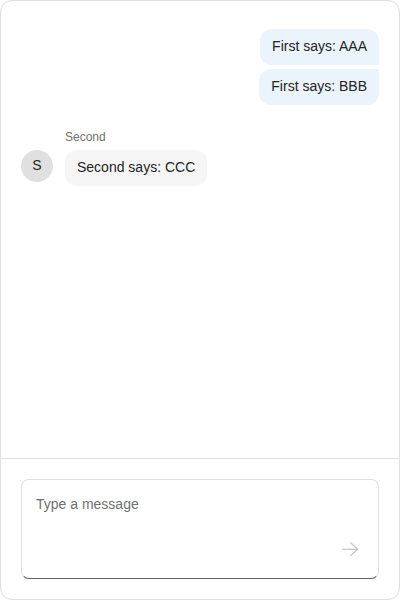 First says: AAA
First says: BBB
Second
S
Second says: CCC
Type a message